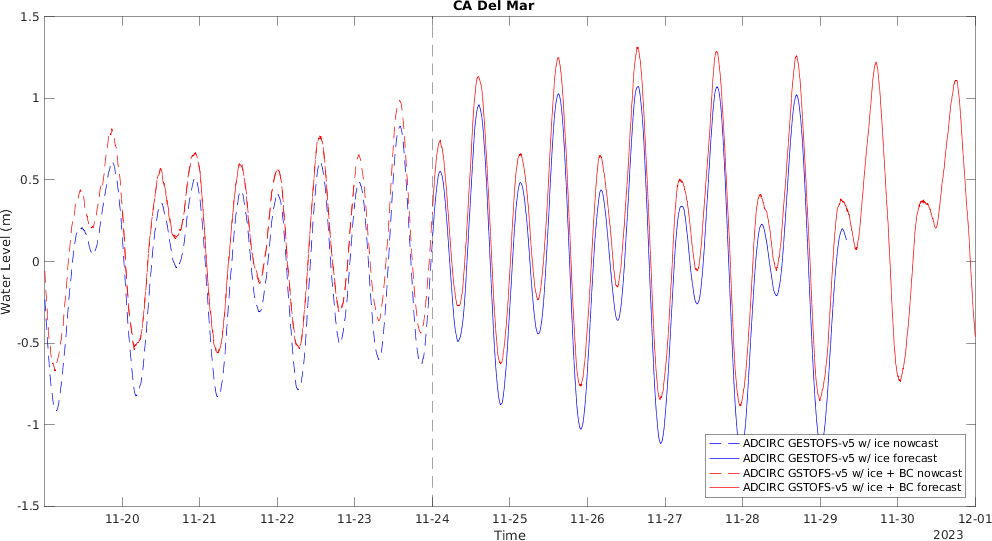 CA Del Mar
1.5
1
0.5
0
-0.5
-1
-1.5
Water Level (m)
11-20 11-21 11-22 11-23 11-24 11-25 11-26 11-27 11-28 11-29 11-30 12-01
Time
2023
ADCIRC GESTOFS-v5 w/ ice nowcast
ADCIRC GESTOFS-v5 w/ ice forecast
ADCIRC GSTOFS-v5 w/ ice + BC nowcast
ADCIRC GSTOFS-v5 w/ ice + BC forecast